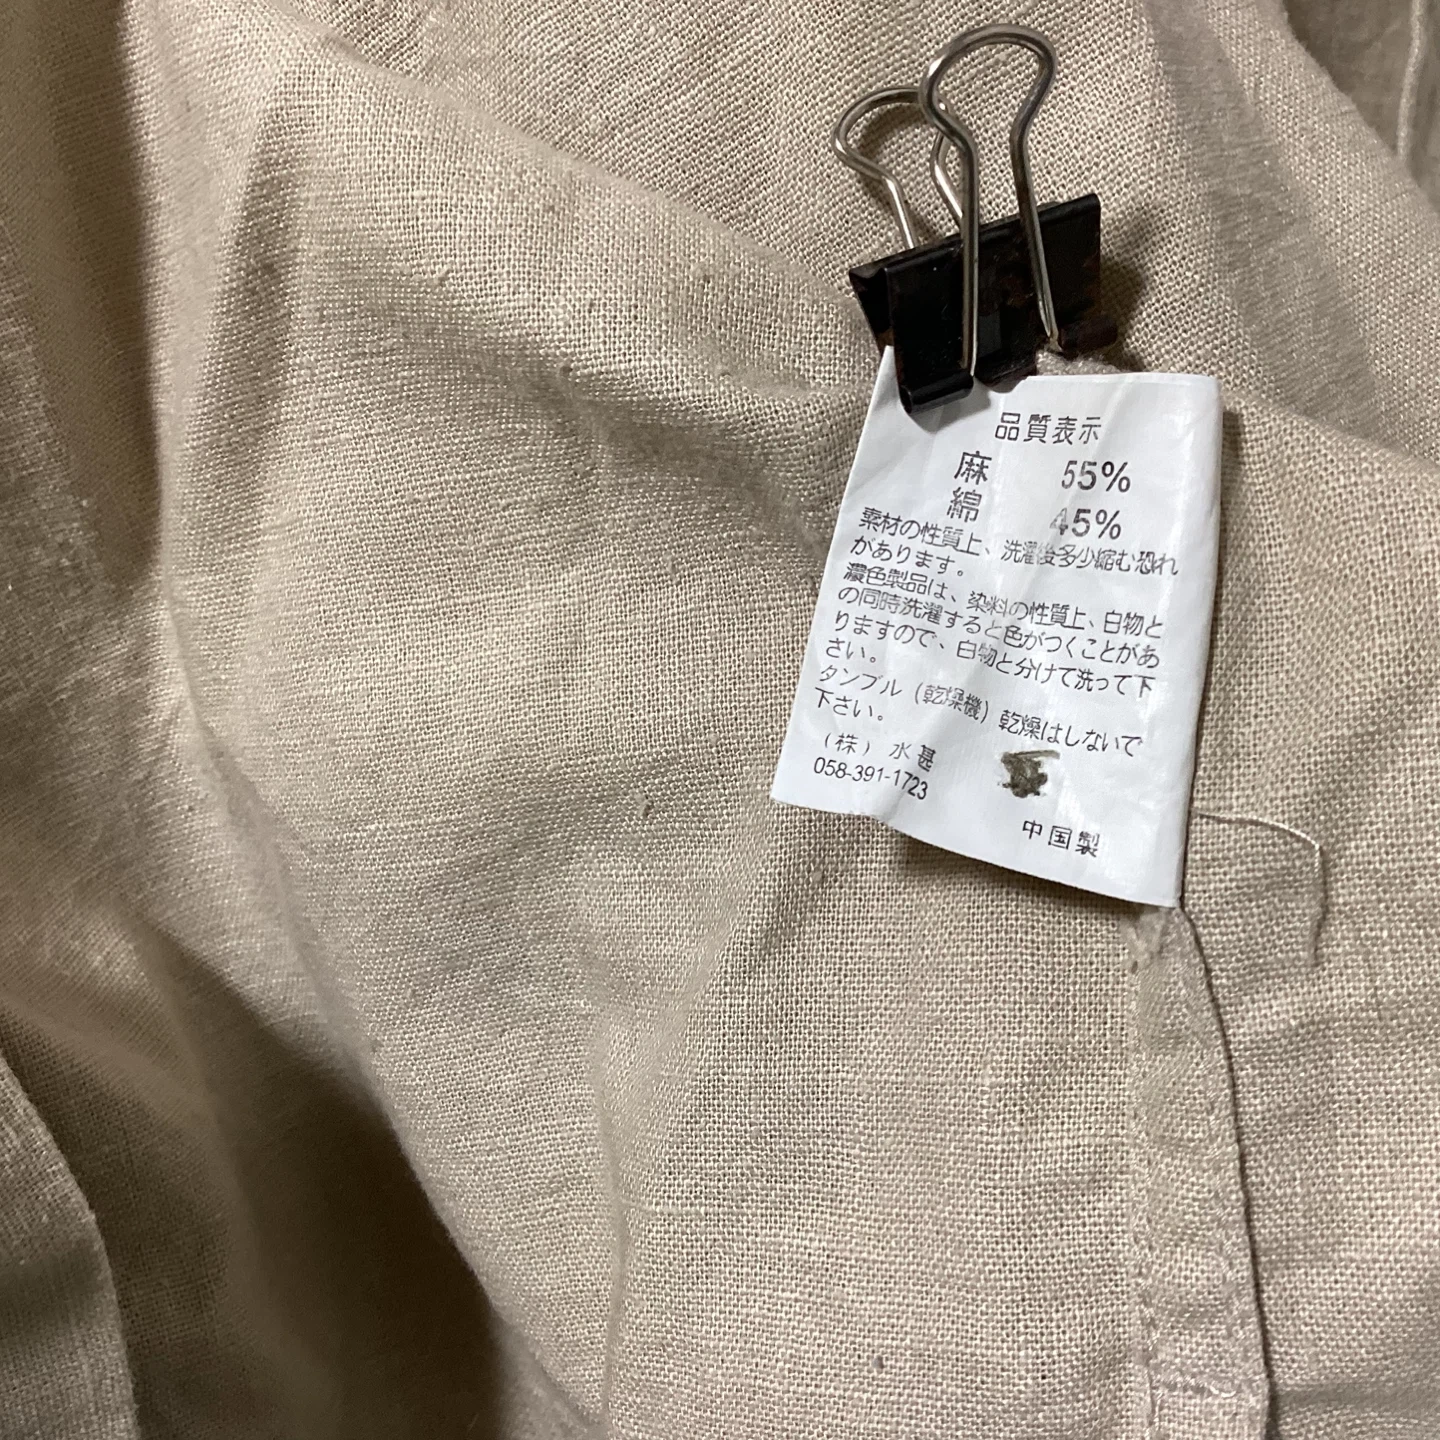 品質表示
麻 55%
綿 45%
素材の性質上、洗濯後多少縮む恐れ
があります。
濃色製品は、染料の性質上、白物と
の同時洗濯すると色がつくことがあ
りますので、白物と分けて洗って下
さい。
タンブル（乾燥機）乾燥はしないで
下さい。
（株）水甚
058-391-1723
中国製